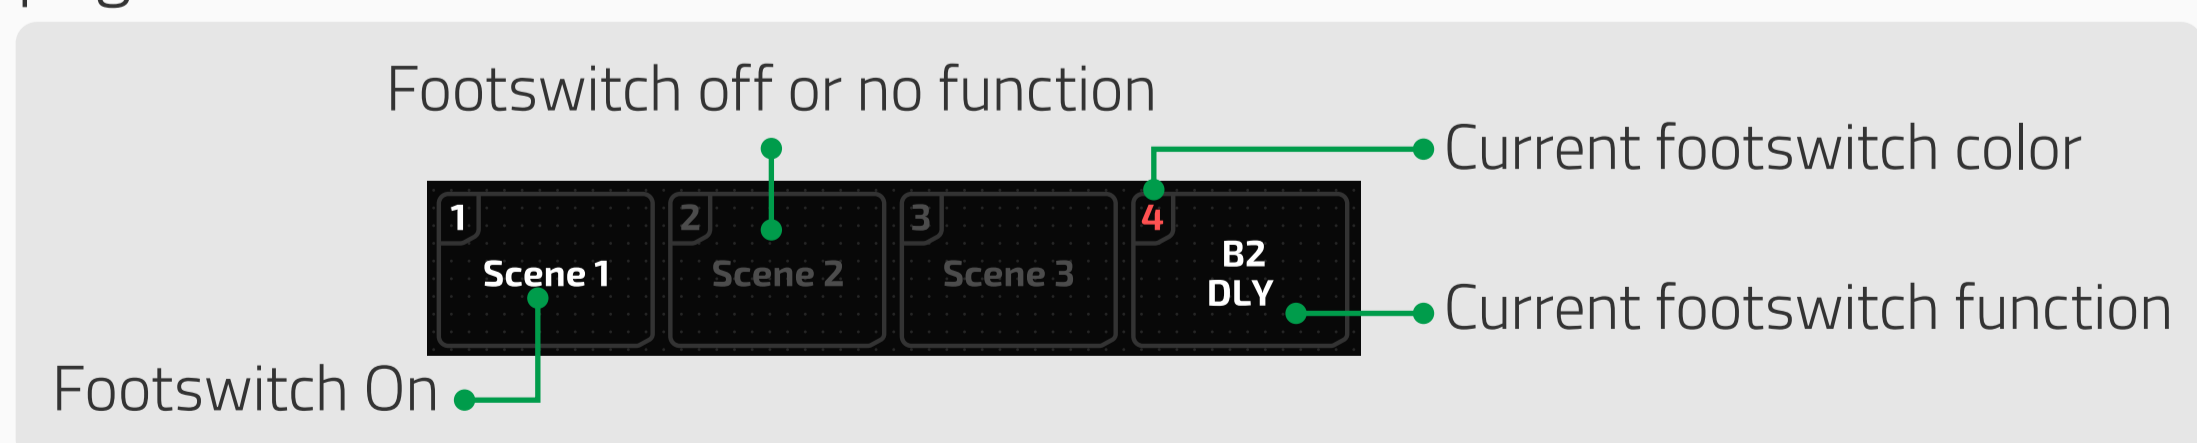 Footswitch off or no function
Current footswitch color
1
2
3
4
Scene 1
Scene 2
Scene 3
B2
DLY
Current footswitch function
Footswitch On